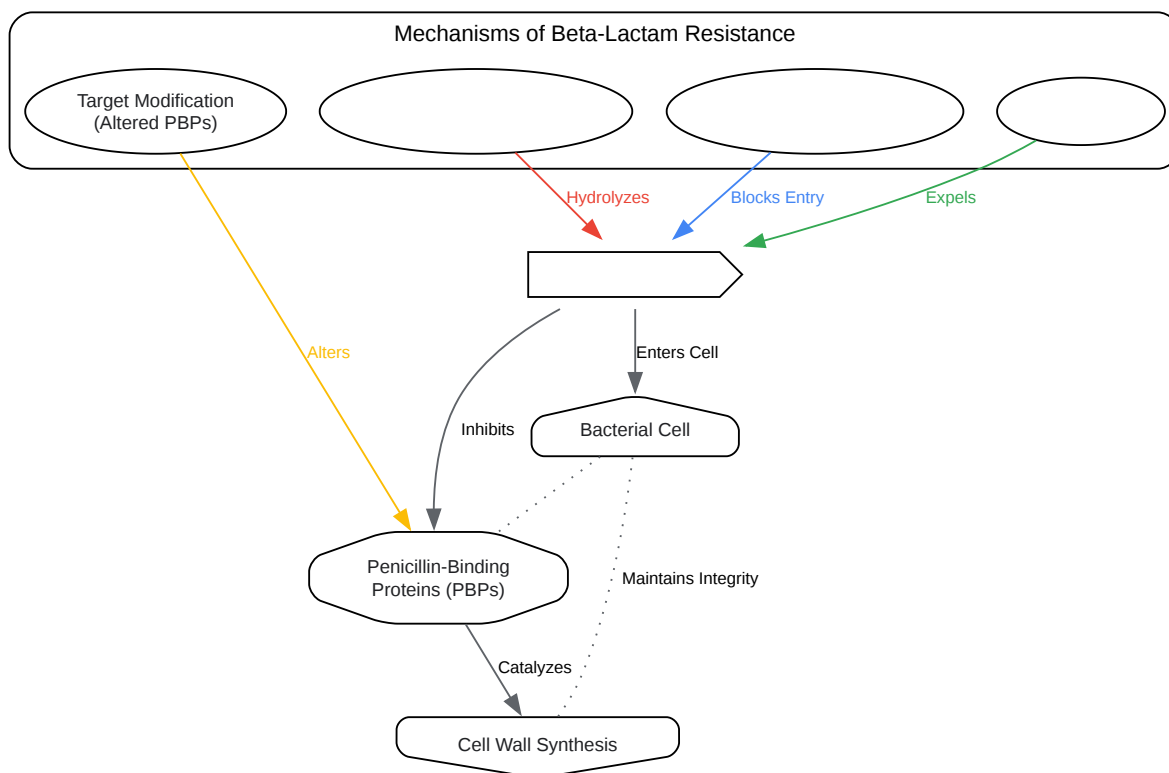 Mechanisms of Beta-Lactam Resistance
Target Modification
(Altered PBPs)
Hydrolyzes
Blocks Entry
Expels
Alters
Enters Cell
Inhibits
Bacterial Cell
Penicillin-Binding
Proteins (PBPs)
Maintains Integrity
Catalyzes
Cell Wall Synthesis